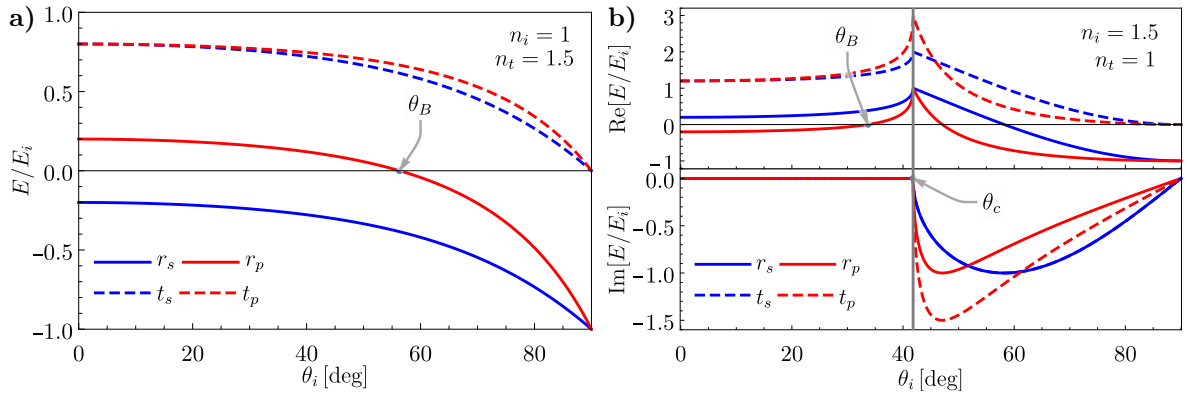 a)
E/E_i
1.0
0.5
0.0
−0.5
−1.0
0
20
40
60
80
θ_i [deg]
n_i = 1
n_t = 1.5
θ_B
r_s r_p
t_s t_p
b)
Re[E/E_i]
3
2
1
0
−1
n_i = 1.5
n_t = 1
θ_B
Im[E/E_i]
0.0
−0.5
−1.0
−1.5
θ_c
r_s r_p
t_s t_p
0
20
40
60
80
θ_i [deg]